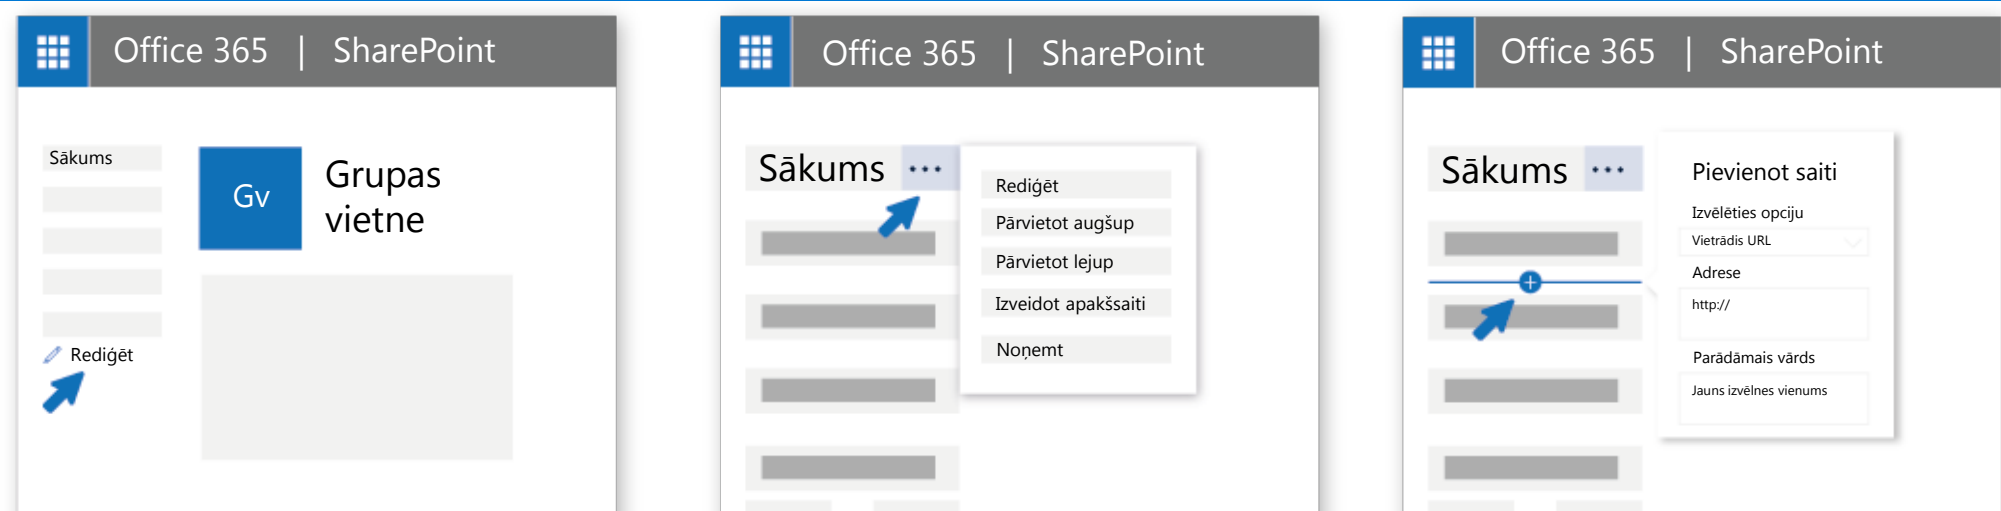 Office 365 | SharePoint
Sākums
Gv
Grupas
vietne
Rediģēt
Office 365 | SharePoint
Sākums ...
Rediģēt
Pārvietot augšup
Pārvietot lejup
Izveidot apakšsaiti
Noņemt
Office 365 | SharePoint
Sākums ...
Pievienot saiti
Izvēlēties opciju
Vietrādis URL
Adrese
http://
Parādāmais vārds
Jauns izvēlnes vienums